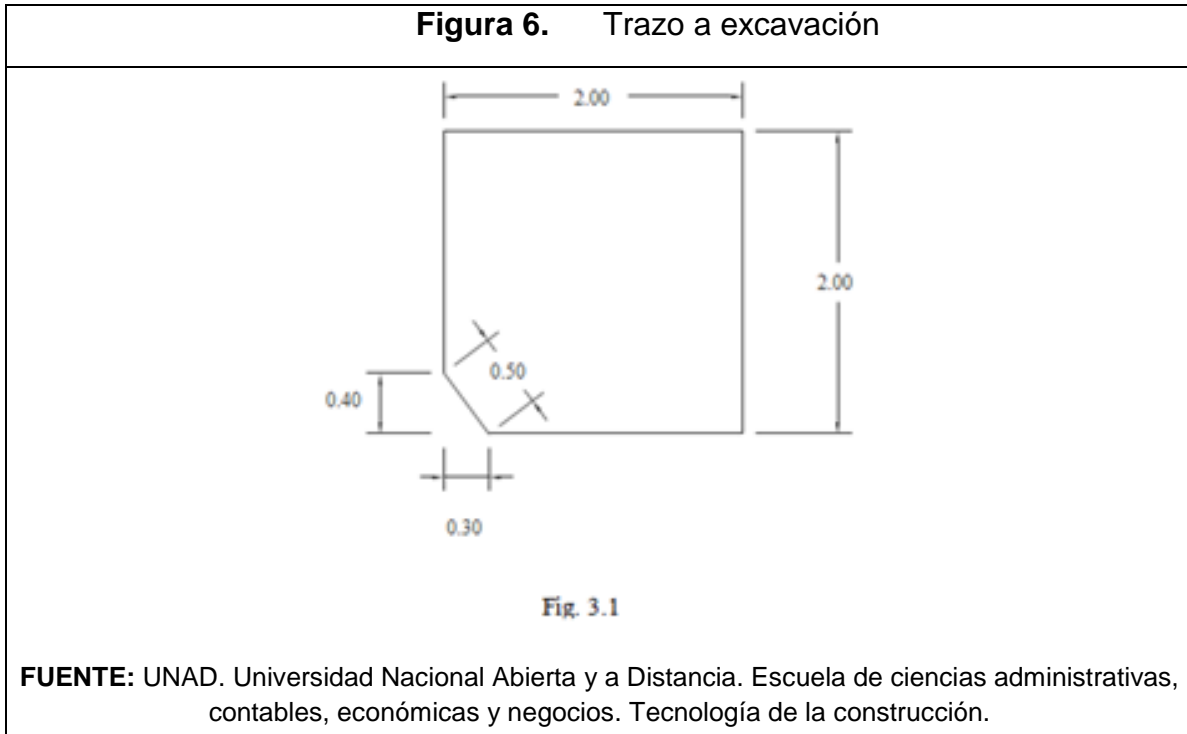 Figura 6. Trazo a excavación
2.00
2.00
0.50
0.40
0.30
Fig. 3.1
FUENTE: UNAD. Universidad Nacional Abierta y a Distancia. Escuela de ciencias administrativas,
contables, económicas y negocios. Tecnología de la construcción.